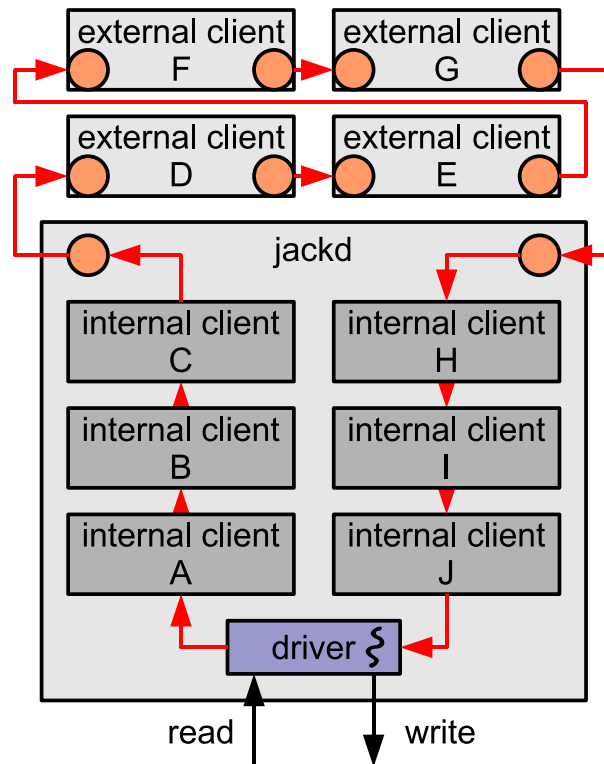 external client
F
external client
G
external client
D
external client
E
jackd
internal client
C
internal client
H
internal client
B
internal client
I
internal client
A
internal client
J
driver
read
write